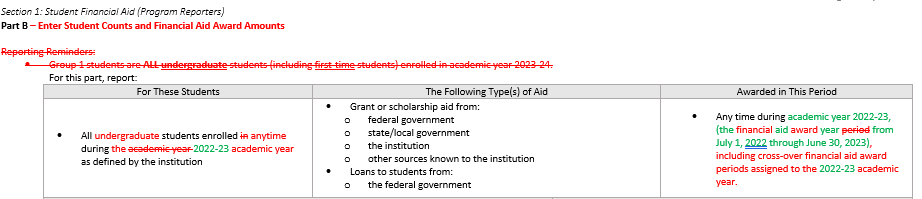 Section 1: Student Financial Aid (Program Reporters)
Part B – Enter Student Counts and Financial Aid Award Amounts
Reporting Reminders:
• Group 1 students are ALL undergraduate students (including first-time students) enrolled in academic year 2023-24.
For this part, report:
For These Students
The Following Type(s) of Aid
Awarded in This Period
• All undergraduate students enrolled in anytime
during the academic year 2022-23 academic year
as defined by the institution
• Grant or scholarship aid from:
o federal government
o state/local government
o the institution
o other sources known to the institution
• Loans to students from:
o the federal government
• Any time during academic year 2022-23,
(the financial aid award year period from
July 1, 2022 through June 30, 2023),
including cross-over financial aid award
periods assigned to the 2022-23 academic
year.